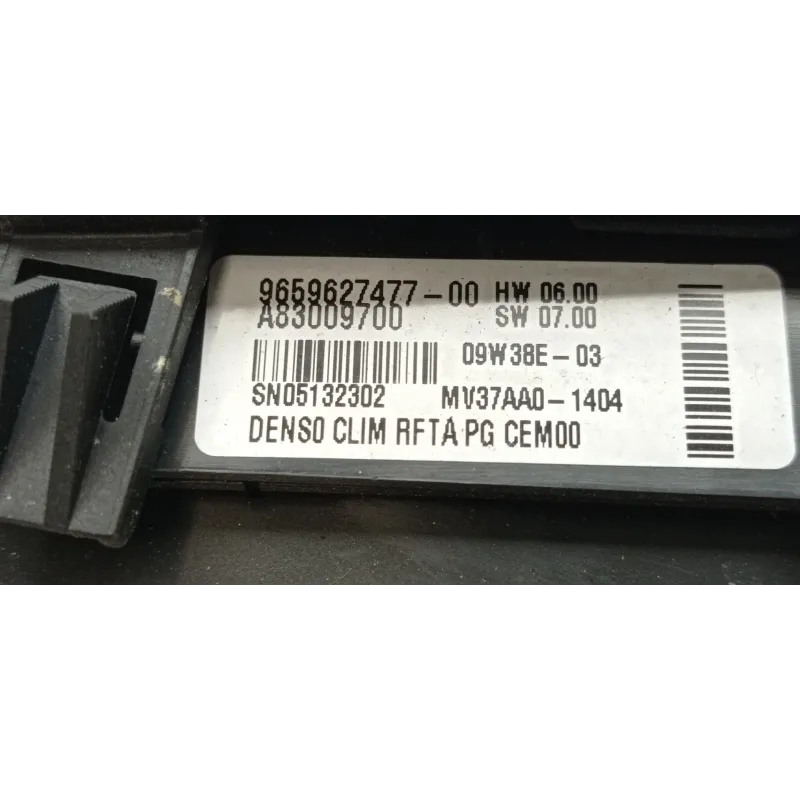 9659627477-00 HW 06.00
A83009700 SW 07.00
09W38E-03
SN05132302 MV37AA0-1404
DENSO CLIM RFTA PG CEM00